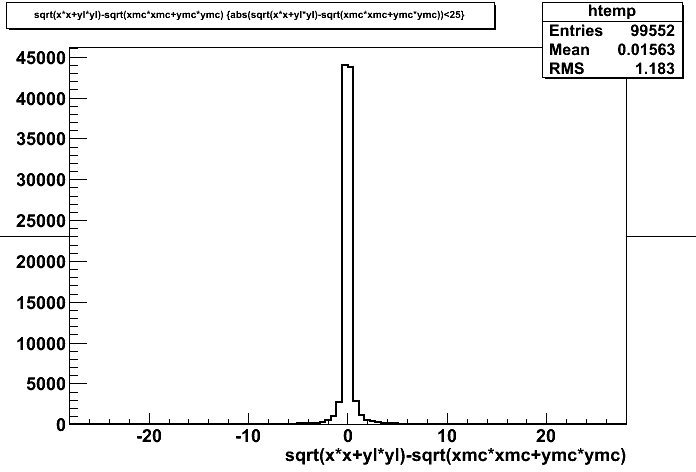 sqrt(x*x+yl*yl)-sqrt(xmc*xmc+ymc*ymc) {abs(sqrt(x*x+yl*yl)-sqrt(xmc*xmc+ymc*ymc))<25}
htemp
Entries 99552
Mean 0.01563
RMS 1.183
45000
40000
35000
30000
25000
20000
15000
10000
5000
0
-20 -10 0 10 20
sqrt(x*x+yl*yl)-sqrt(xmc*xmc+ymc*ymc)